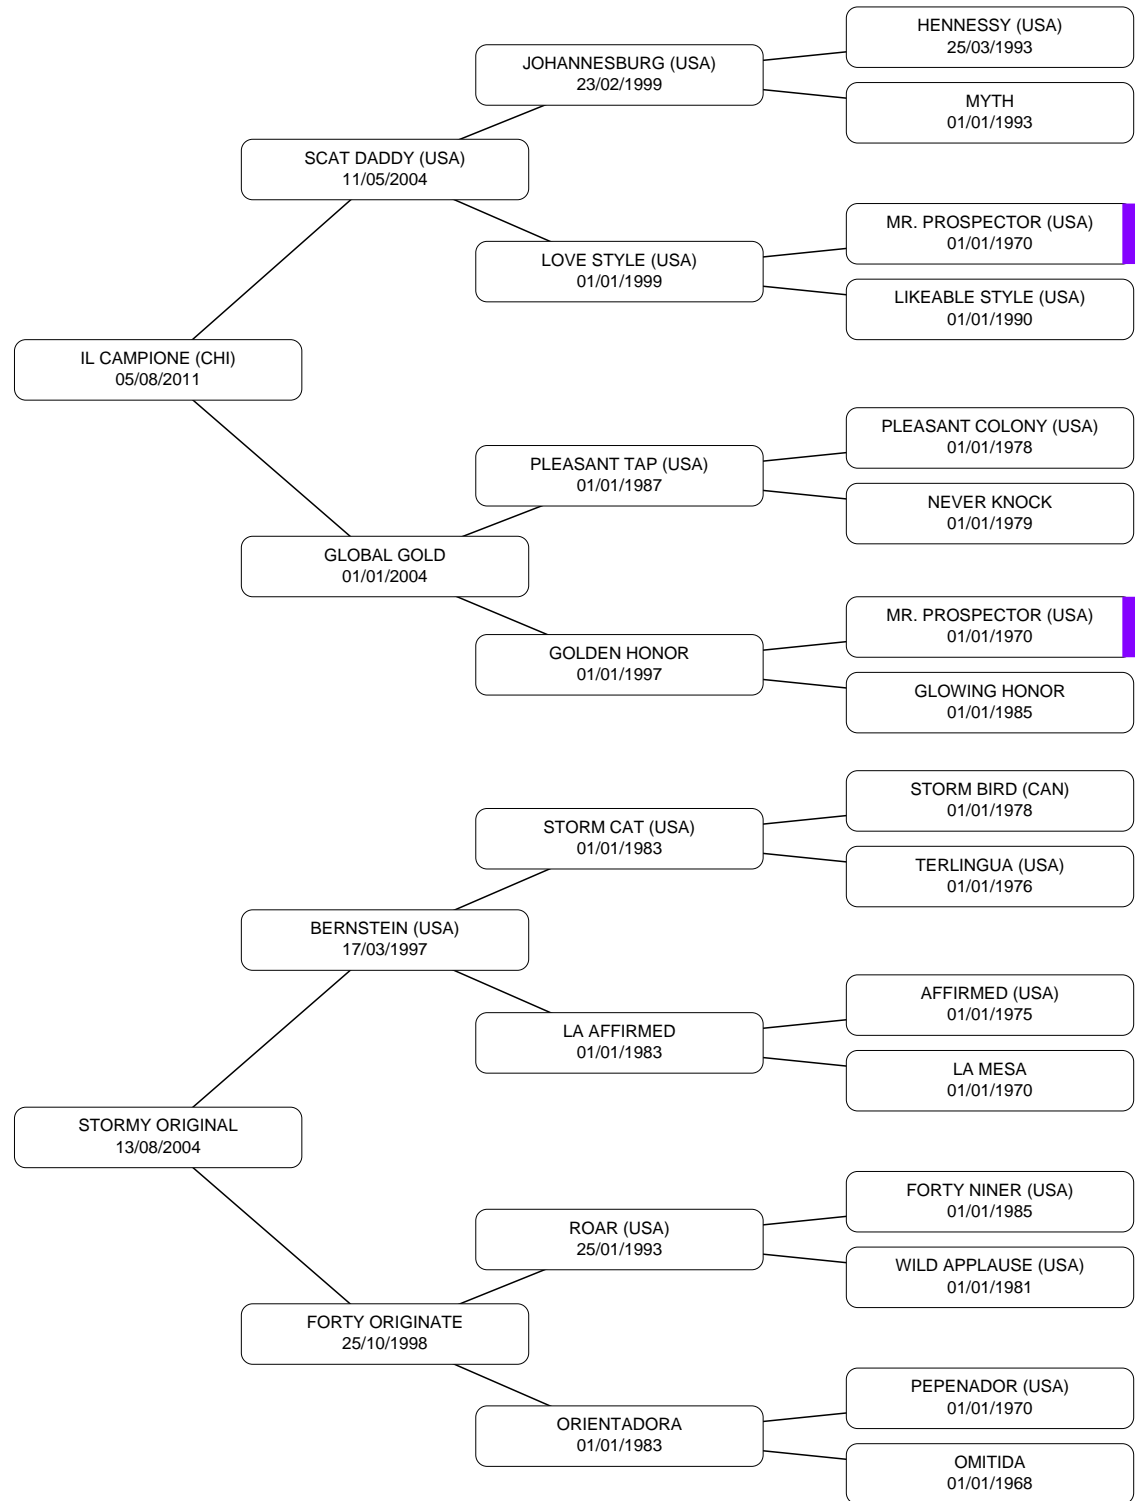 HENNESSY (USA)
25/03/1993
JOHANNESBURG (USA)
23/02/1999
MYTH
01/01/1993
SCAT DADDY (USA)
11/05/2004
MR. PROSPECTOR (USA)
01/01/1970
LOVE STYLE (USA)
01/01/1999
LIKEABLE STYLE (USA)
01/01/1990
IL CAMPIONE (CHI)
05/08/2011
PLEASANT COLONY (USA)
01/01/1978
PLEASANT TAP (USA)
01/01/1987
NEVER KNOCK
01/01/1979
GLOBAL GOLD
01/01/2004
MR. PROSPECTOR (USA)
01/01/1970
GOLDEN HONOR
01/01/1997
GLOWING HONOR
01/01/1985
STORM BIRD (CAN)
01/01/1978
STORM CAT (USA)
01/01/1983
TERLINGUA (USA)
01/01/1976
BERNSTEIN (USA)
17/03/1997
AFFIRMED (USA)
01/01/1975
LA AFFIRMED
01/01/1983
LA MESA
01/01/1970
STORMY ORIGINAL
13/08/2004
FORTY NINER (USA)
01/01/1985
ROAR (USA)
25/01/1993
WILD APPLAUSE (USA)
01/01/1981
FORTY ORIGINATE
25/10/1998
PEPENADOR (USA)
01/01/1970
ORIENTADORA
01/01/1983
OMITIDA
01/01/1968